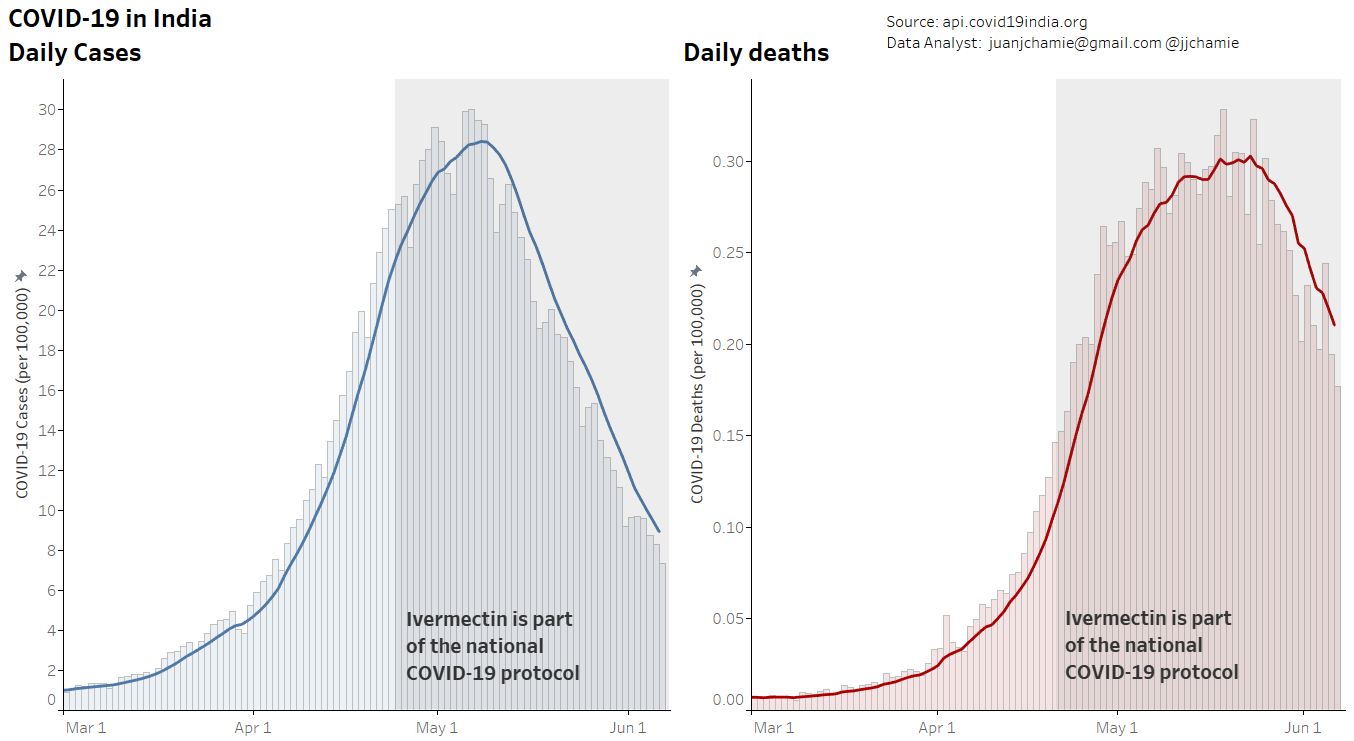 COVID-19 in India
Daily Cases
Daily deaths
Source: api.covid19india.org
Data Analyst: juanjchamie@gmail.com @jjchamie
COVID-19 Cases (per 100,000)
30
28
26
24
22
20
18
16
14
12
10
8
6
4
2
0
Ivermectin is part
of the national
COVID-19 protocol
Mar 1 Apr 1 May 1 Jun 1
COVID-19 Deaths (per 100,000)
0.30
0.25
0.20
0.15
0.10
0.05
0.00
Ivermectin is part
of the national
COVID-19 protocol
Mar 1 Apr 1 May 1 Jun 1